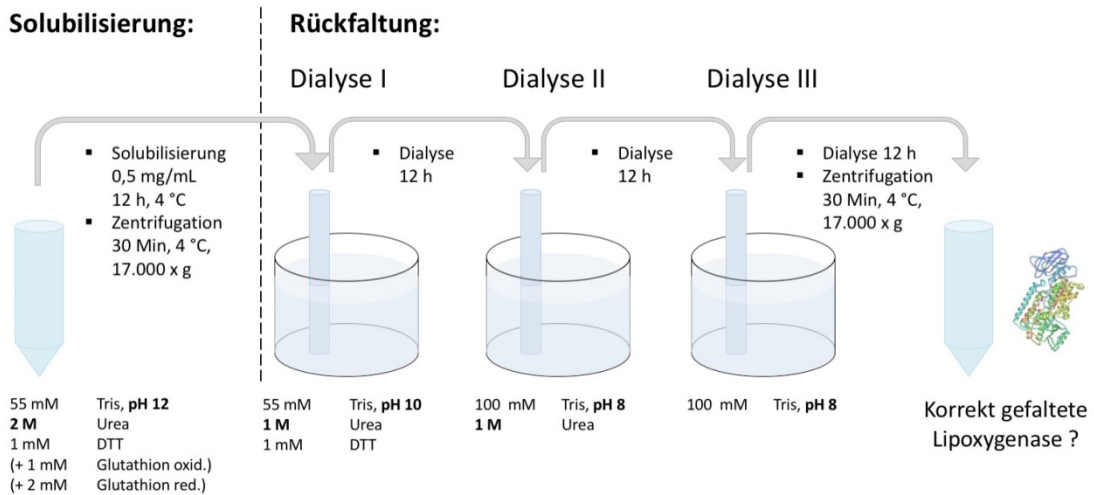 Solubilisierung:
Rückfaltung:
Dialyse I
Dialyse II
Dialyse III
▪ Solubilisierung
0,5 mg/mL
12 h, 4 °C
▪ Zentrifugation
30 Min, 4 °C,
17.000 x g
▪ Dialyse
12 h
▪ Dialyse
12 h
▪ Dialyse 12 h
▪ Zentrifugation
30 Min, 4 °C,
17.000 x g
55 mM Tris, pH 12
2 M Urea
1 mM DTT
(+ 1 mM Glutathion oxid.)
(+ 2 mM Glutathion red.)
55 mM Tris, pH 10
1 M Urea
1 mM DTT
100 mM Tris, pH 8
1 M Urea
100 mM Tris, pH 8
Korrekt gefaltete
Lipoxygenase ?